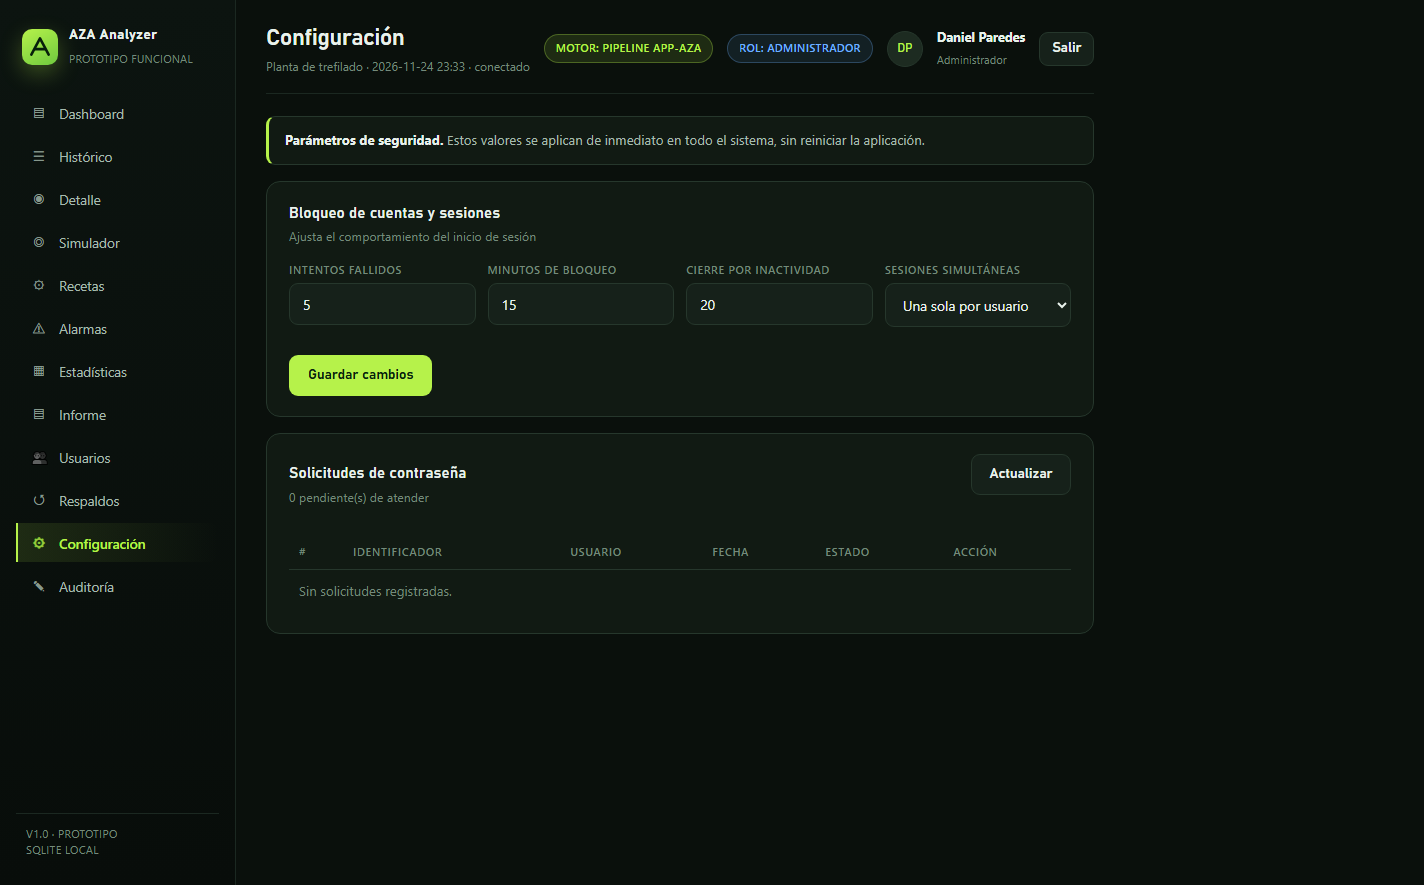 AZA Analyzer
PROTOTIPO FUNCIONAL
Dashboard
Histórico
Detalle
Simulador
Recetas
Alarmas
Estadísticas
Informe
Usuarios
Respaldos
Configuración
Auditoría
V1.0 · PROTOTIPO
SQLITE LOCAL
Configuración
Planta de trefilado · 2026-11-24 23:33 · conectado
MOTOR: PIPELINE APP-AZA
ROL: ADMINISTRADOR
DP
Daniel Paredes
Administrador
Salir
Parámetros de seguridad. Estos valores se aplican de inmediato en todo el sistema, sin reiniciar la aplicación.
Bloqueo de cuentas y sesiones
Ajusta el comportamiento del inicio de sesión
INTENTOS FALLIDOS
5
MINUTOS DE BLOQUEO
15
CIERRE POR INACTIVIDAD
20
SESIONES SIMULTÁNEAS
Una sola por usuario
Guardar cambios
Solicitudes de contraseña
0 pendiente(s) de atender
Actualizar
# IDENTIFICADOR USUARIO FECHA ESTADO ACCIÓN
Sin solicitudes registradas.